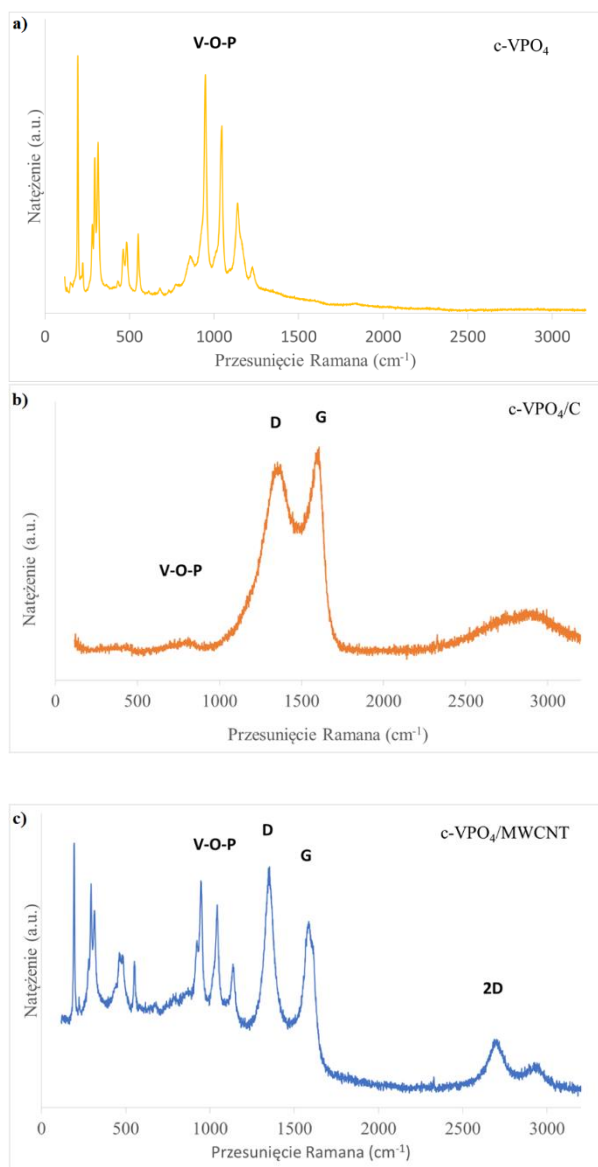 a)
V-O-P
c-VPO₄
Natężenie (a.u.)
0 500 1000 1500 2000 2500 3000
Przesunięcie Ramana (cm⁻¹)
b)
c-VPO₄/C
D
G
V-O-P
Natężenie (a.u.)
0 500 1000 1500 2000 2500 3000
Przesunięcie Ramana (cm⁻¹)
c)
c-VPO₄/MWCNT
D
V-O-P
G
2D
Natężenie (a.u.)
0 500 1000 1500 2000 2500 3000
Przesunięcie Ramana (cm⁻¹)